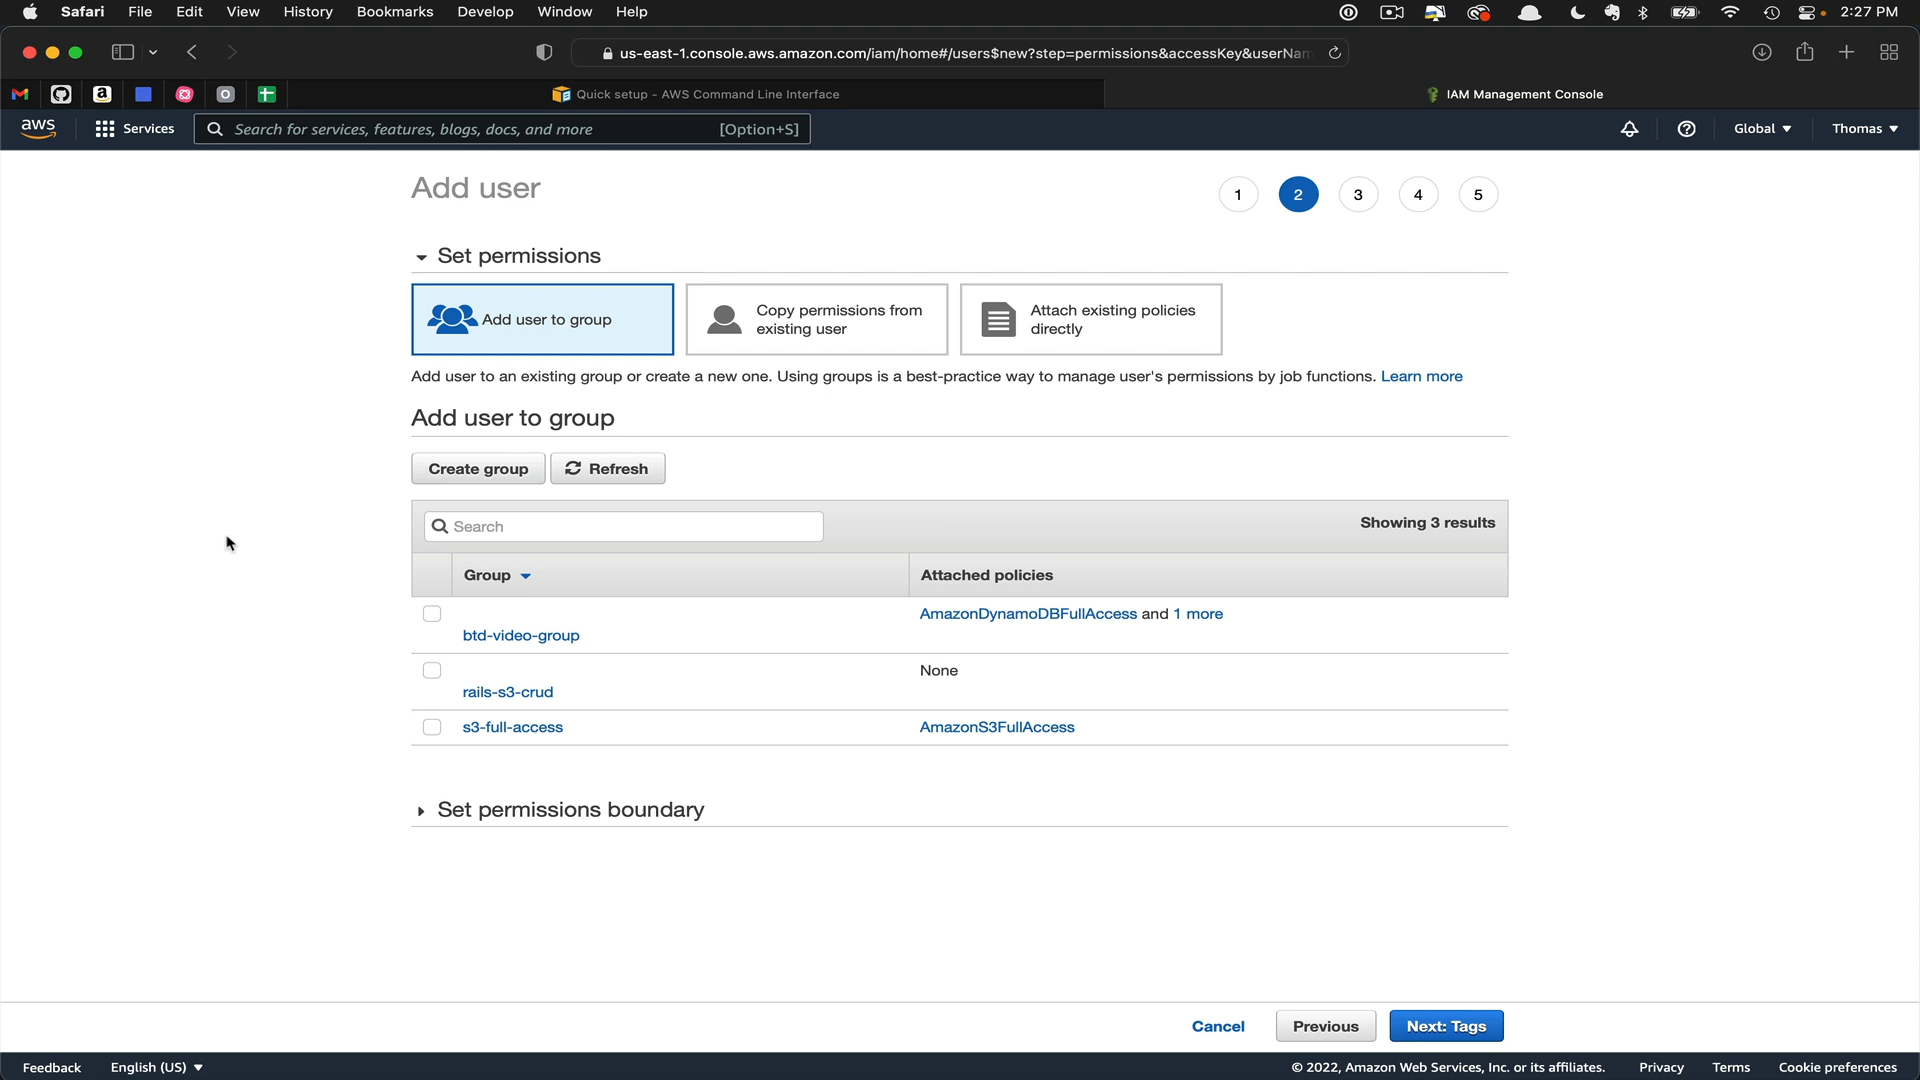 Safari File Edit View History Bookmarks Develop Window Help 2:27 PM
us-east-1.console.aws.amazon.com/iam/home#/users$new?step=permissions&accessKey&userNam
Quick setup - AWS Command Line Interface
IAM Management Console
aws Services Search for services, features, blogs, docs, and more [Option+S] Global Thomas
Add user
1 2 3 4 5
Set permissions
Add user to group
Copy permissions from
existing user
Attach existing policies
directly
Add user to an existing group or create a new one. Using groups is a best-practice way to manage user's permissions by job functions. Learn more
Add user to group
Create group Refresh
Search Showing 3 results
Group Attached policies
AmazonDynamoDBFullAccess and 1 more
btd-video-group
None
rails-s3-crud
s3-full-access AmazonS3FullAccess
Set permissions boundary
Cancel Previous Next: Tags
Feedback English (US) © 2022, Amazon Web Services, Inc. or its affiliates. Privacy Terms Cookie preferences